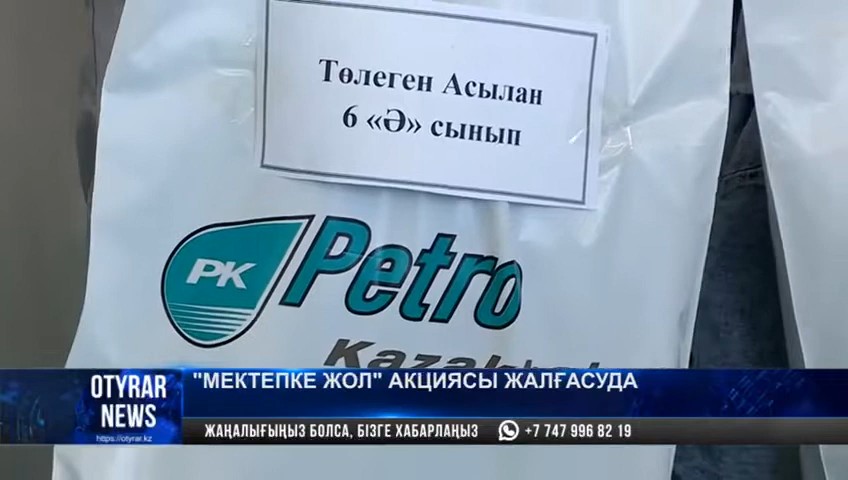 Төлеген Асылан
6 «Ә» сынып
PK
Petro
"МЕКТЕПКЕ ЖОЛ" АКЦИЯСЫ ЖАЛҒАСУДА
OTYRAR
NEWS
https://otyrar.kz
ЖАҢАЛЫҒЫҢЫЗ БОЛСА, БІЗГЕ ХАБАРЛАҢЫЗ +7 747 996 82 19